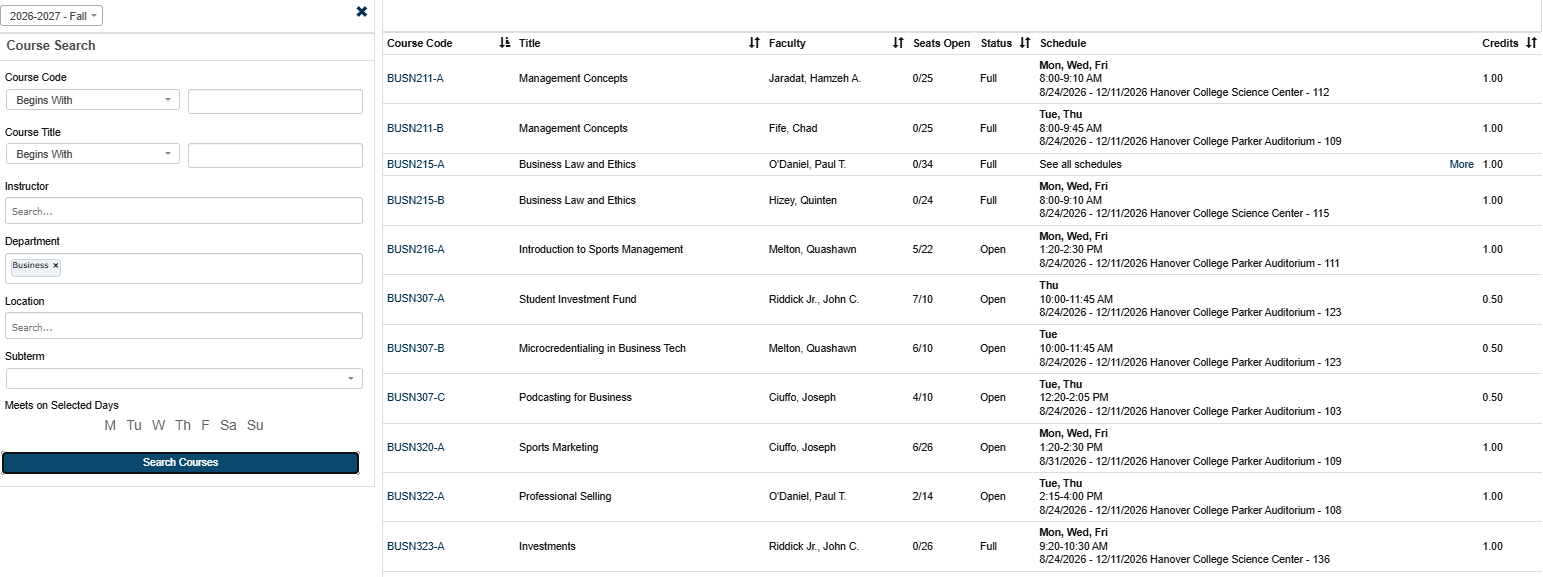 2026-2027 - Fall
Course Search
Course Code
Begins With
Course Title
Begins With
Instructor
Search...
Department
Business ×
Location
Search...
Subterm
Meets on Selected Days
M Tu W Th F Sa Su
Search Courses
Course Code Title Faculty Seats Open Status Schedule Credits
Mon, Wed, Fri
BUSN211-A Management Concepts Jaradat, Hamzeh A. 0/25 Full 8:00-9:10 AM 1.00
8/24/2026 - 12/11/2026 Hanover College Science Center - 112
Tue, Thu
BUSN211-B Management Concepts Fife, Chad 0/25 Full 8:00-9:45 AM 1.00
8/24/2026 - 12/11/2026 Hanover College Parker Auditorium - 109
BUSN215-A Business Law and Ethics O'Daniel, Paul T. 0/34 Full See all schedules More 1.00
Mon, Wed, Fri
BUSN215-B Business Law and Ethics Hizey, Quinten 0/24 Full 8:00-9:10 AM 1.00
8/24/2026 - 12/11/2026 Hanover College Science Center - 115
Mon, Wed, Fri
BUSN216-A Introduction to Sports Management Melton, Quashawn 5/22 Open 1:20-2:30 PM 1.00
8/24/2026 - 12/11/2026 Hanover College Parker Auditorium - 111
Thu
BUSN307-A Student Investment Fund Riddick Jr., John C. 7/10 Open 10:00-11:45 AM 0.50
8/24/2026 - 12/11/2026 Hanover College Parker Auditorium - 123
Tue
BUSN307-B Microcredentialing in Business Tech Melton, Quashawn 6/10 Open 10:00-11:45 AM 0.50
8/24/2026 - 12/11/2026 Hanover College Parker Auditorium - 123
Tue, Thu
BUSN307-C Podcasting for Business Ciuffo, Joseph 4/10 Open 12:20-2:05 PM 0.50
8/24/2026 - 12/11/2026 Hanover College Parker Auditorium - 103
Mon, Wed, Fri
BUSN320-A Sports Marketing Ciuffo, Joseph 6/26 Open 1:20-2:30 PM 1.00
8/31/2026 - 12/11/2026 Hanover College Parker Auditorium - 109
Tue, Thu
BUSN322-A Professional Selling O'Daniel, Paul T. 2/14 Open 2:15-4:00 PM 1.00
8/24/2026 - 12/11/2026 Hanover College Parker Auditorium - 108
Mon, Wed, Fri
BUSN323-A Investments Riddick Jr., John C. 0/26 Full 9:20-10:30 AM 1.00
8/24/2026 - 12/11/2026 Hanover College Science Center - 136